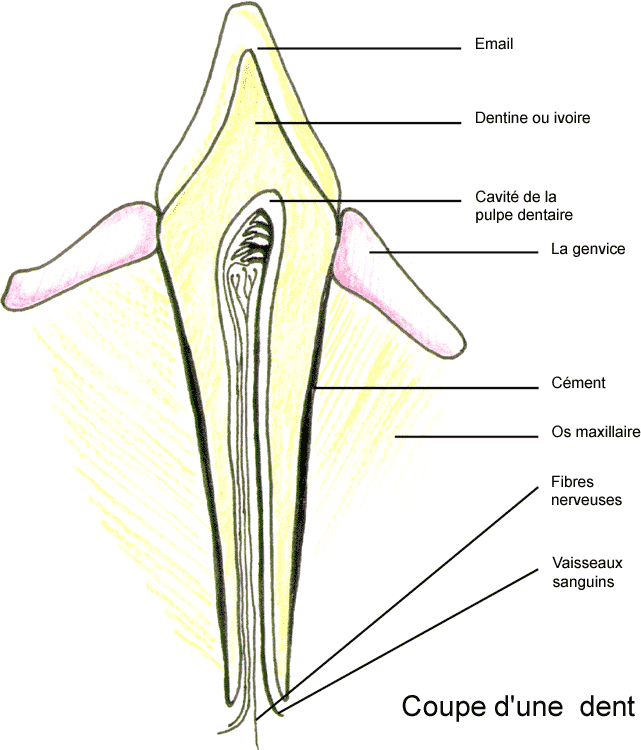 Email
Dentine ou ivoire
Cavité de la
pulpe dentaire
La genvice
Cément
Os maxillaire
Fibres
nerveuses
Vaisseaux
sanguins
Coupe d'une dent